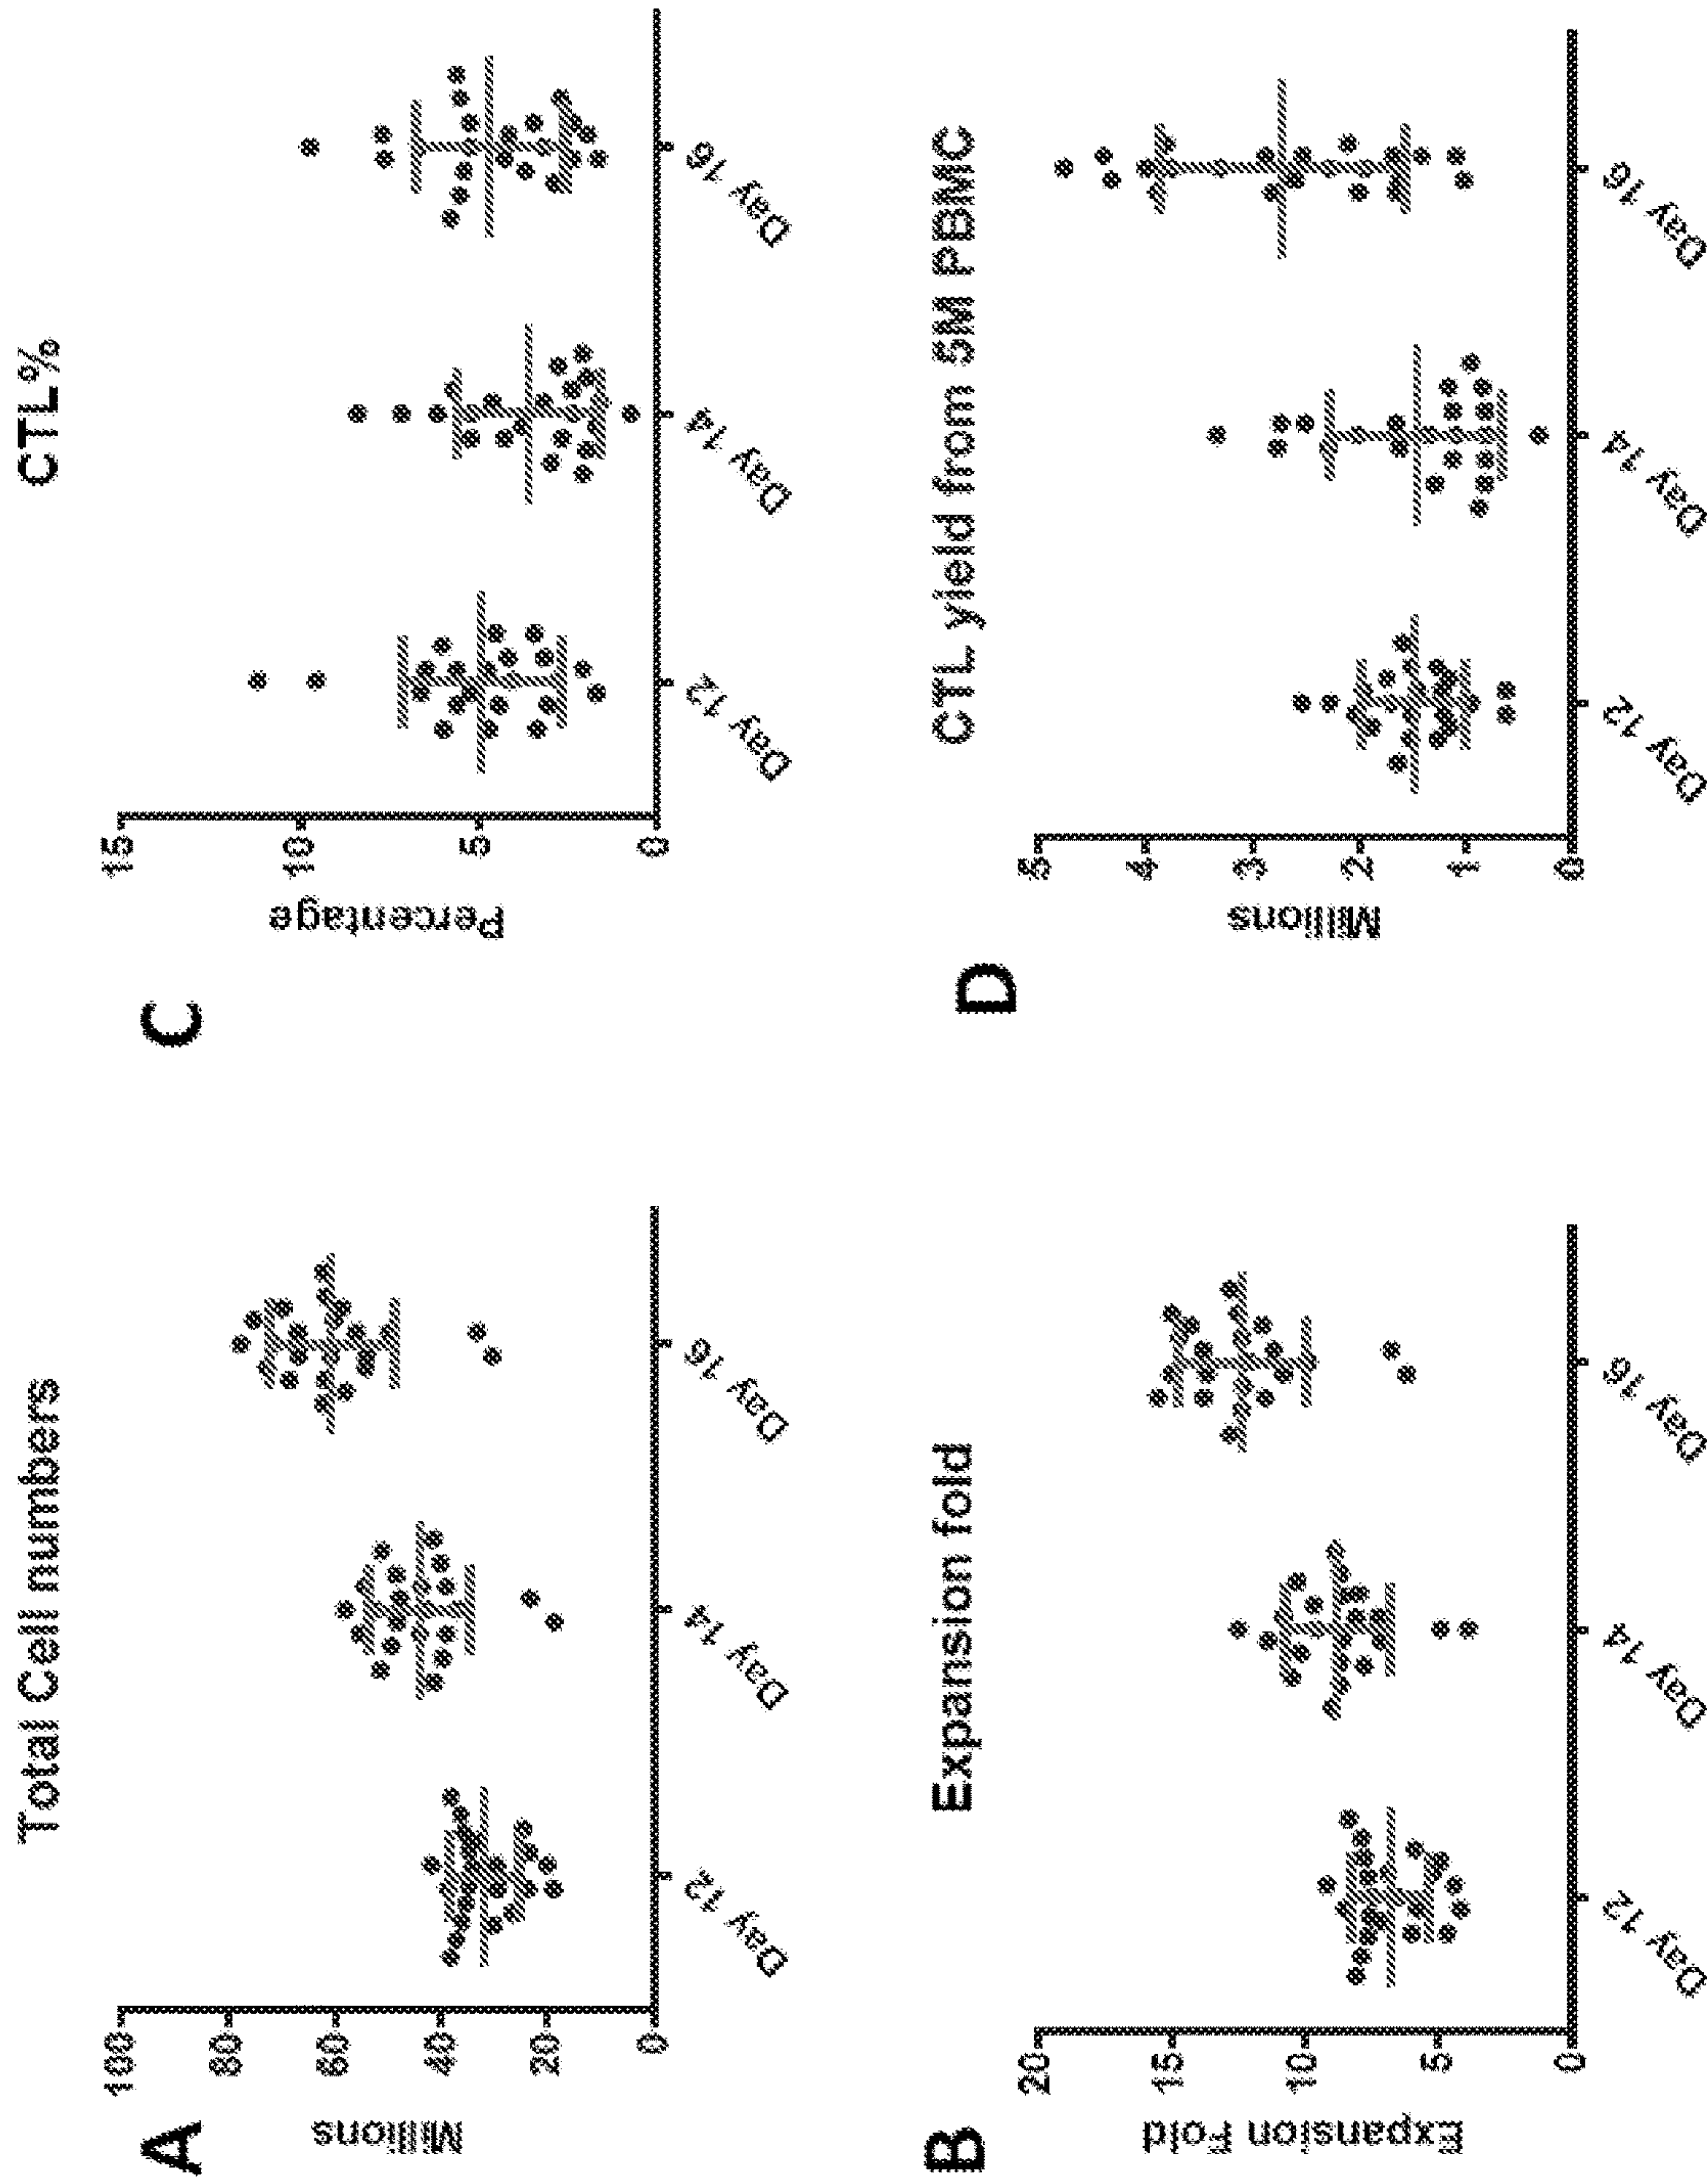 A
Total Cell numbers
Millions
100
80
60
40
20
0
Day 12
Day 14
Day 16
B
Expansion fold
Expansion Fold
20
15
10
5
0
Day 12
Day 14
Day 16
C
CTL%
Percentage
15
10
5
0
Day 12
Day 14
Day 16
D
CTL yield from 5M PBMC
Millions
5
4
3
2
1
0
Day 12
Day 14
Day 16